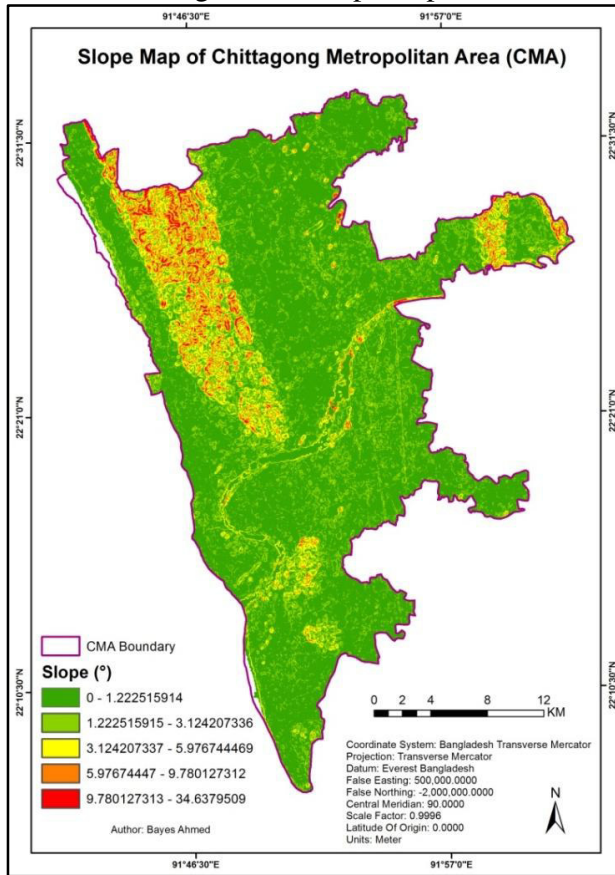 91°46'30"E 91°57'0"E
Slope Map of Chittagong Metropolitan Area (CMA)
22°31'30"N 22°31'30"N
22°21'0"N 22°21'0"N
22°10'30"N 22°10'30"N
CMA Boundary
Slope (°)
0 - 1.222515914
1.222515915 - 3.124207336
3.124207337 - 5.976744469
5.97674447 - 9.780127312
9.780127313 - 34.6379509
Author: Bayes Ahmed
0 2 4 8 12
KM
Coordinate System: Bangladesh Transverse Mercator
Projection: Transverse Mercator
Datum: Everest Bangladesh
False Easting: 500,000.0000
False Northing: -2,000,000.0000
Central Meridian: 90.0000
Scale Factor: 0.9996
Latitude Of Origin: 0.0000
Units: Meter
N
91°46'30"E 91°57'0"E